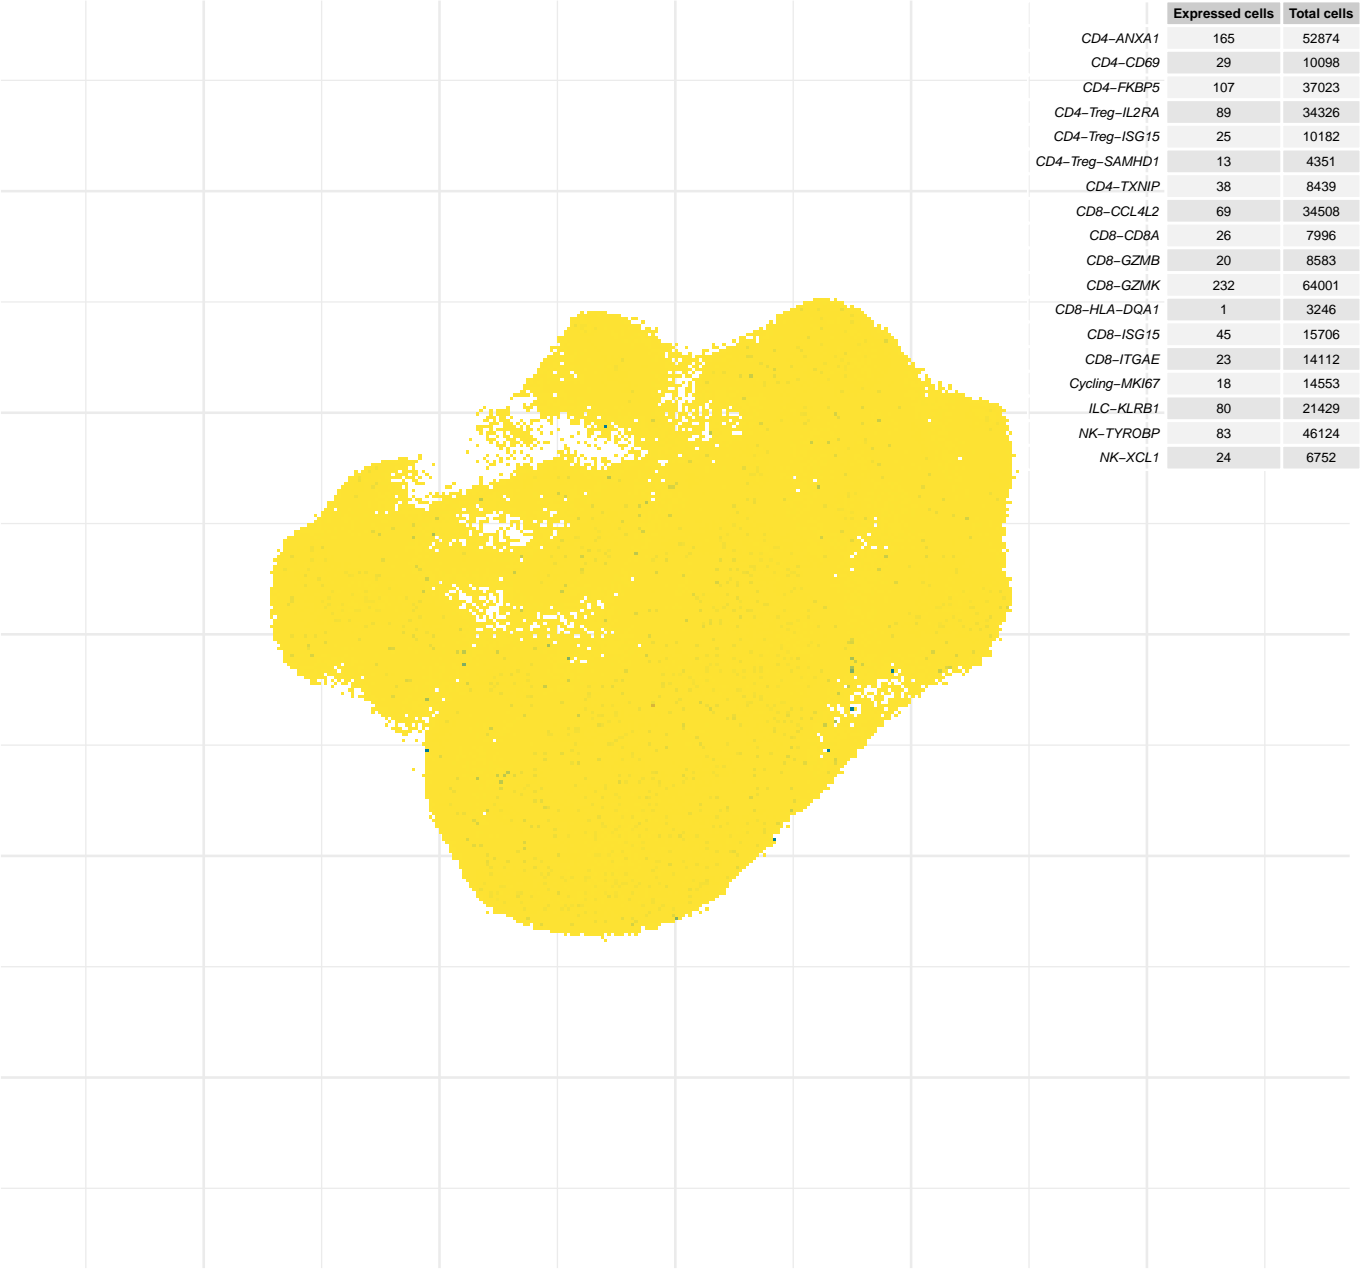 Expressed cells Total cells
CD4−ANXA1 165 52874
CD4−CD69 29 10098
CD4−FKBP5 107 37023
CD4−Treg−IL2RA 89 34326
CD4−Treg−ISG15 25 10182
CD4−Treg−SAMHD1 13 4351
CD4−TXNIP 38 8439
CD8−CCL4L2 69 34508
CD8−CD8A 26 7996
CD8−GZMB 20 8583
CD8−GZMK 232 64001
CD8−HLA−DQA1 1 3246
CD8−ISG15 45 15706
CD8−ITGAE 23 14112
Cycling−MKI67 18 14553
ILC−KLRB1 80 21429
NK−TYROBP 83 46124
NK−XCL1 24 6752